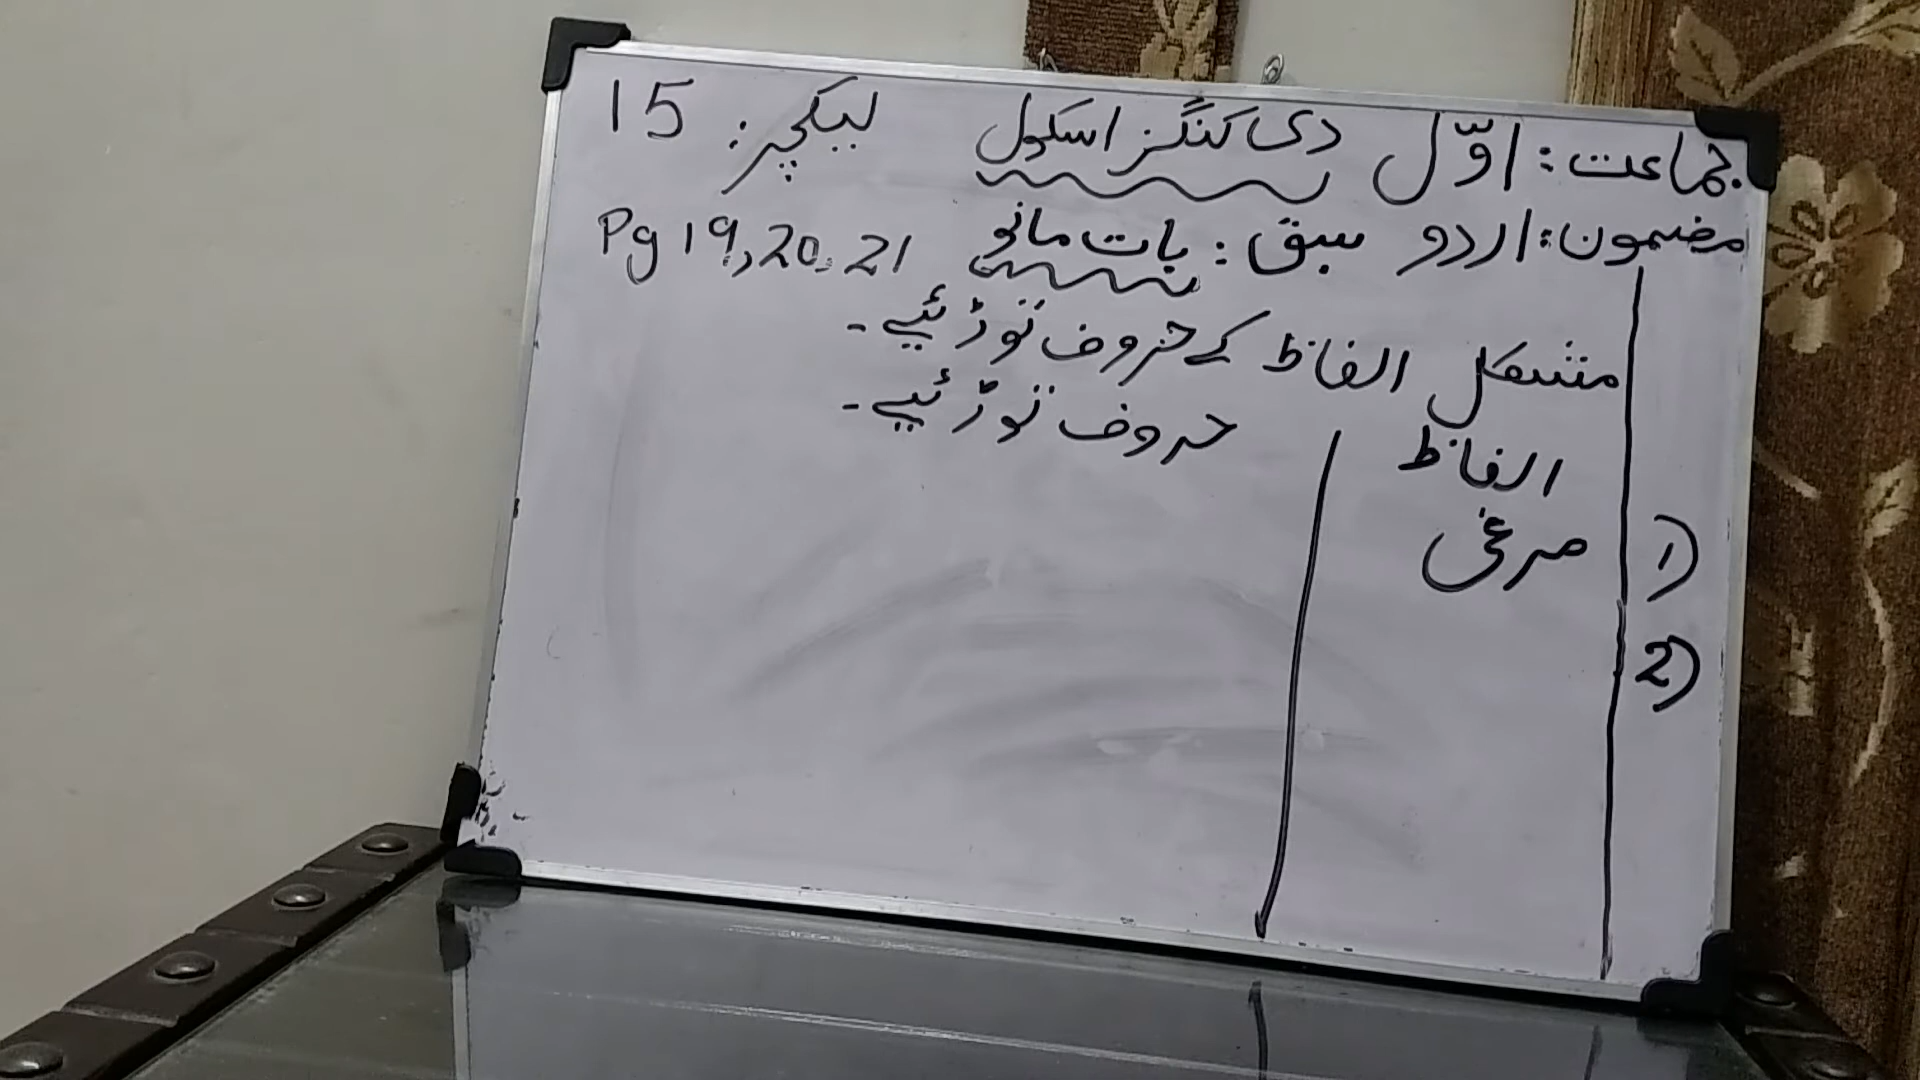 جماعت : اوّل دی کنگز اسکول لیکچر : 15
مضمون : اردو سبق : بات مانو Pg 19,20,21
مشکل الفاظ کے حروف توڑئیے ۔
الفاظ حروف توڑئیے ۔
1) مرغی
2)